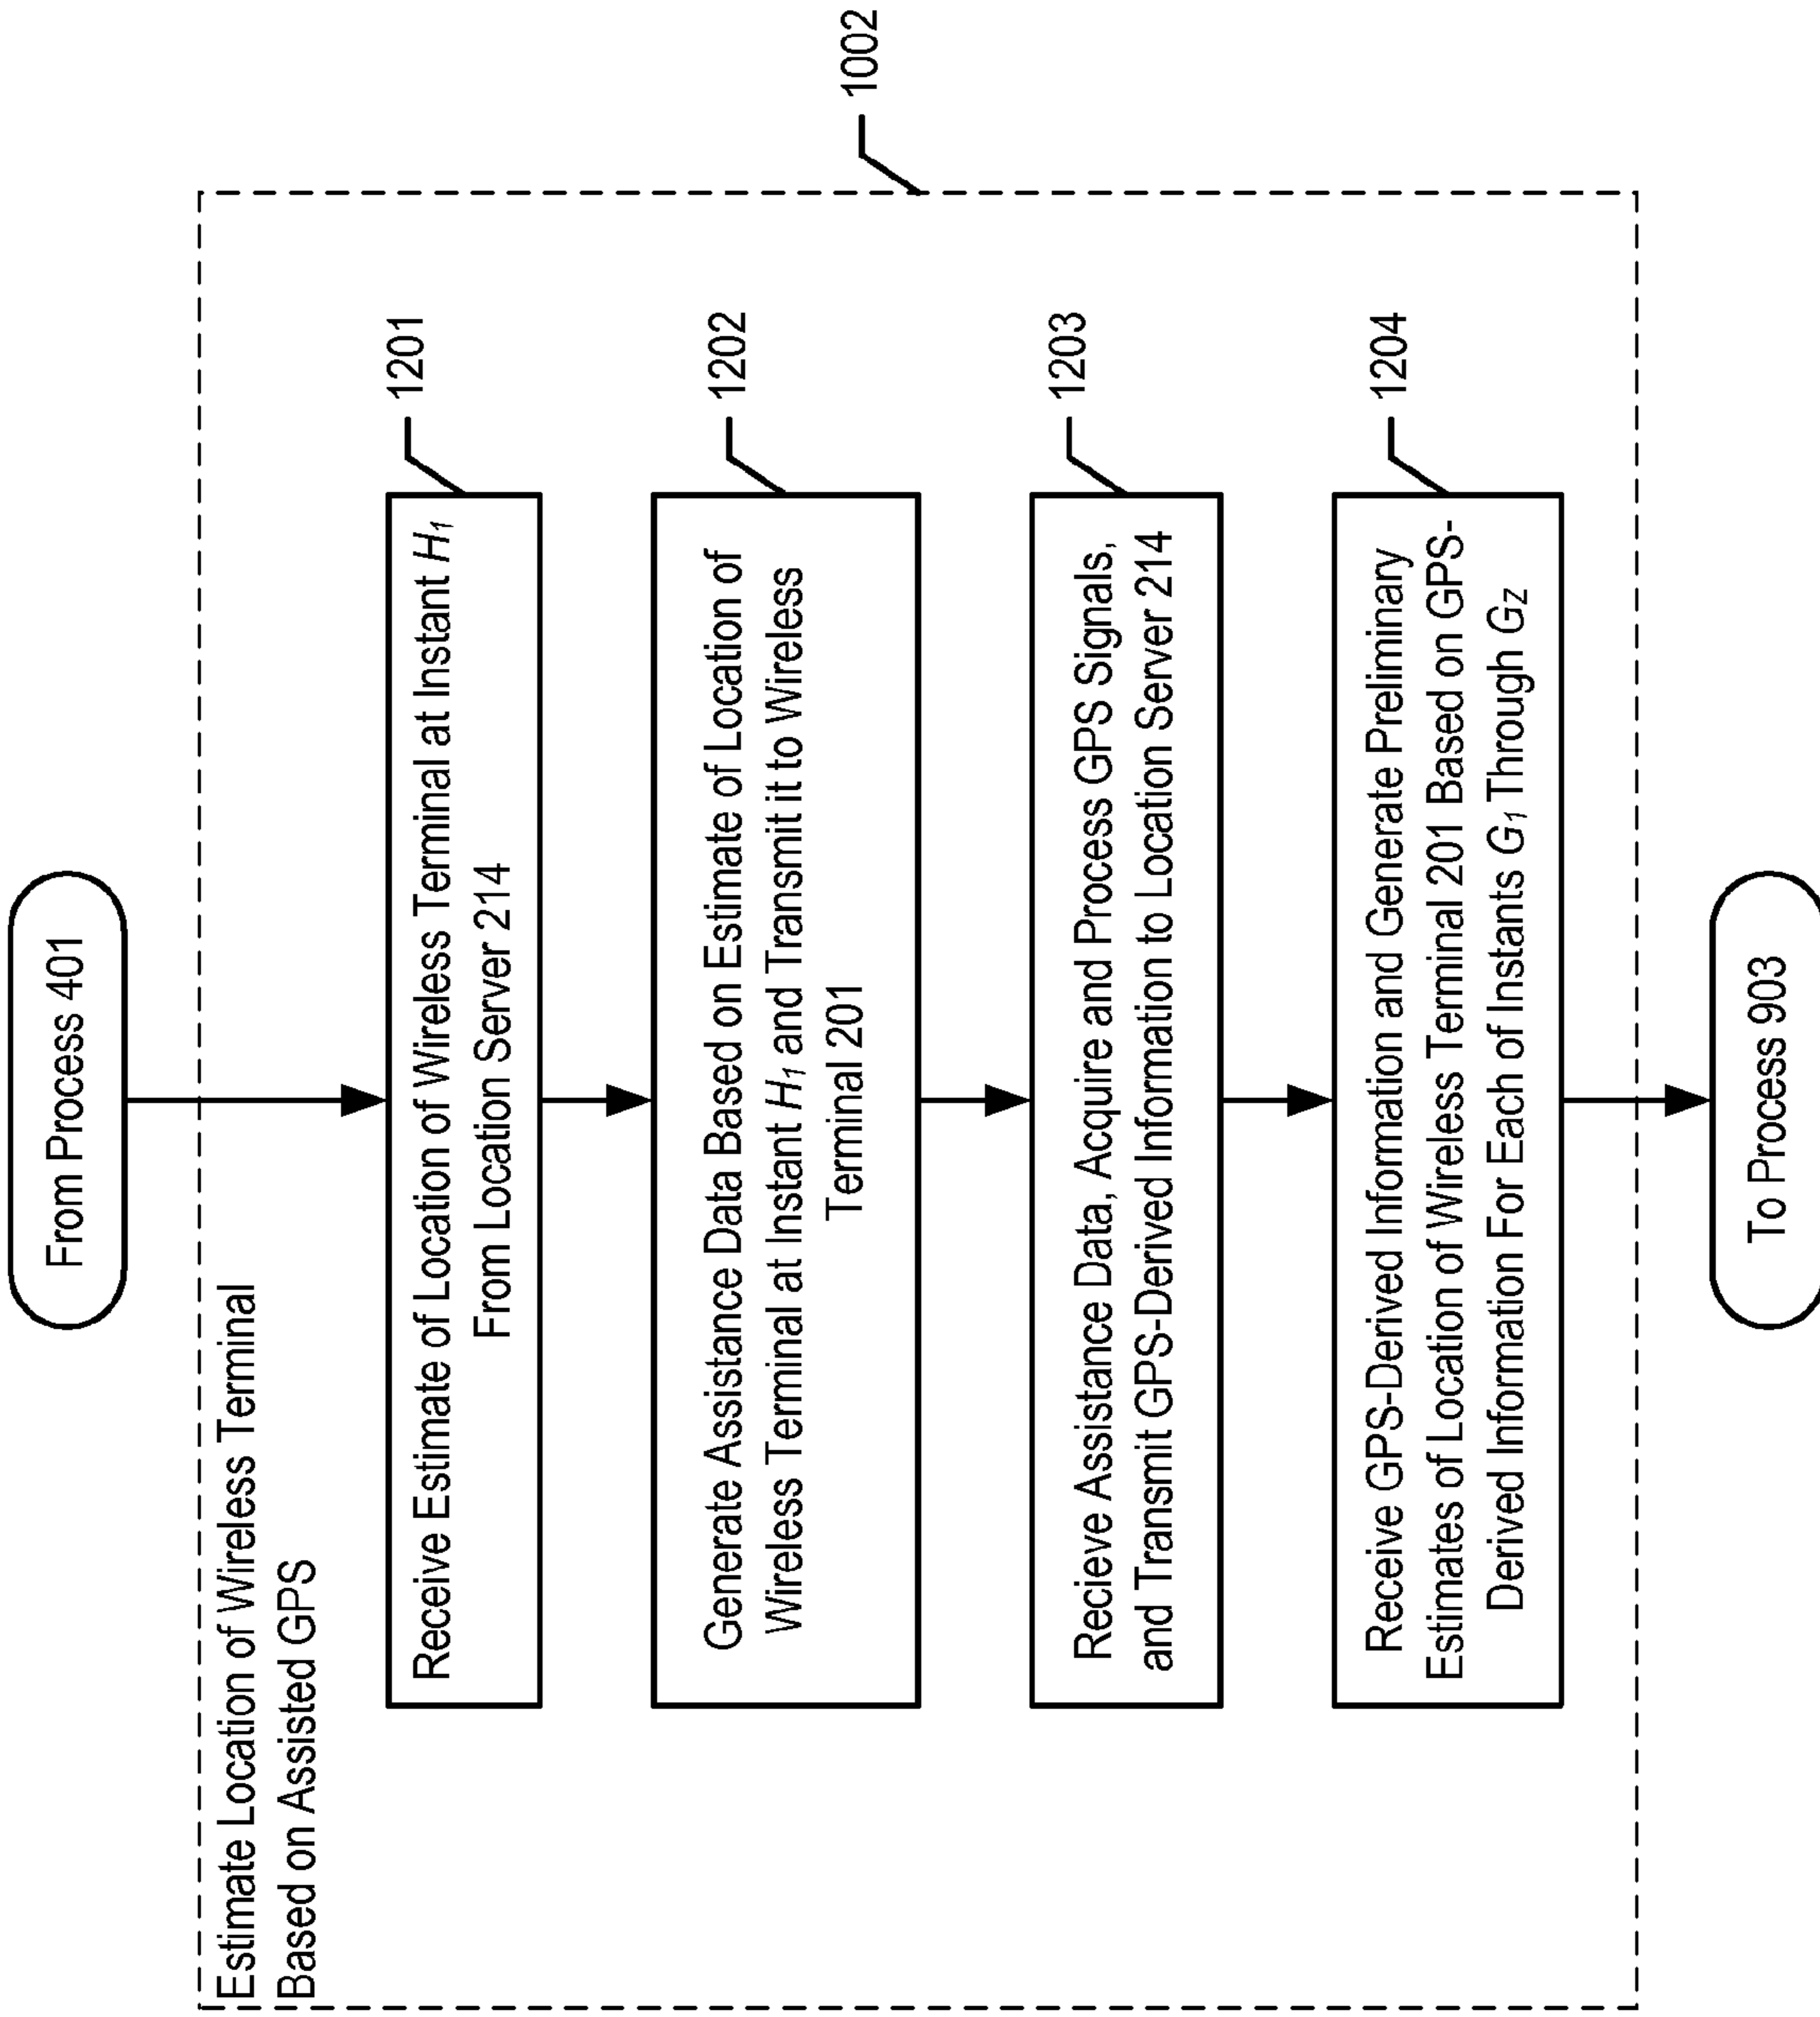 From Process 401
Estimate Location of Wireless Terminal
Based on Assisted GPS
1002
1201
Receive Estimate of Location of Wireless Terminal at Instant H₁
From Location Server 214
1202
Generate Assistance Data Based on Estimate of Location of
Wireless Terminal at Instant H₁ and Transmit it to Wireless
Terminal 201
1203
Recieve Assistance Data, Acquire and Process GPS Signals,
and Transmit GPS-Derived Information to Location Server 214
1204
Receive GPS-Derived Information and Generate Preliminary
Estimates of Location of Wireless Terminal 201 Based on GPS-
Derived Information For Each of Instants G₁ Through G_Z
To Process 903